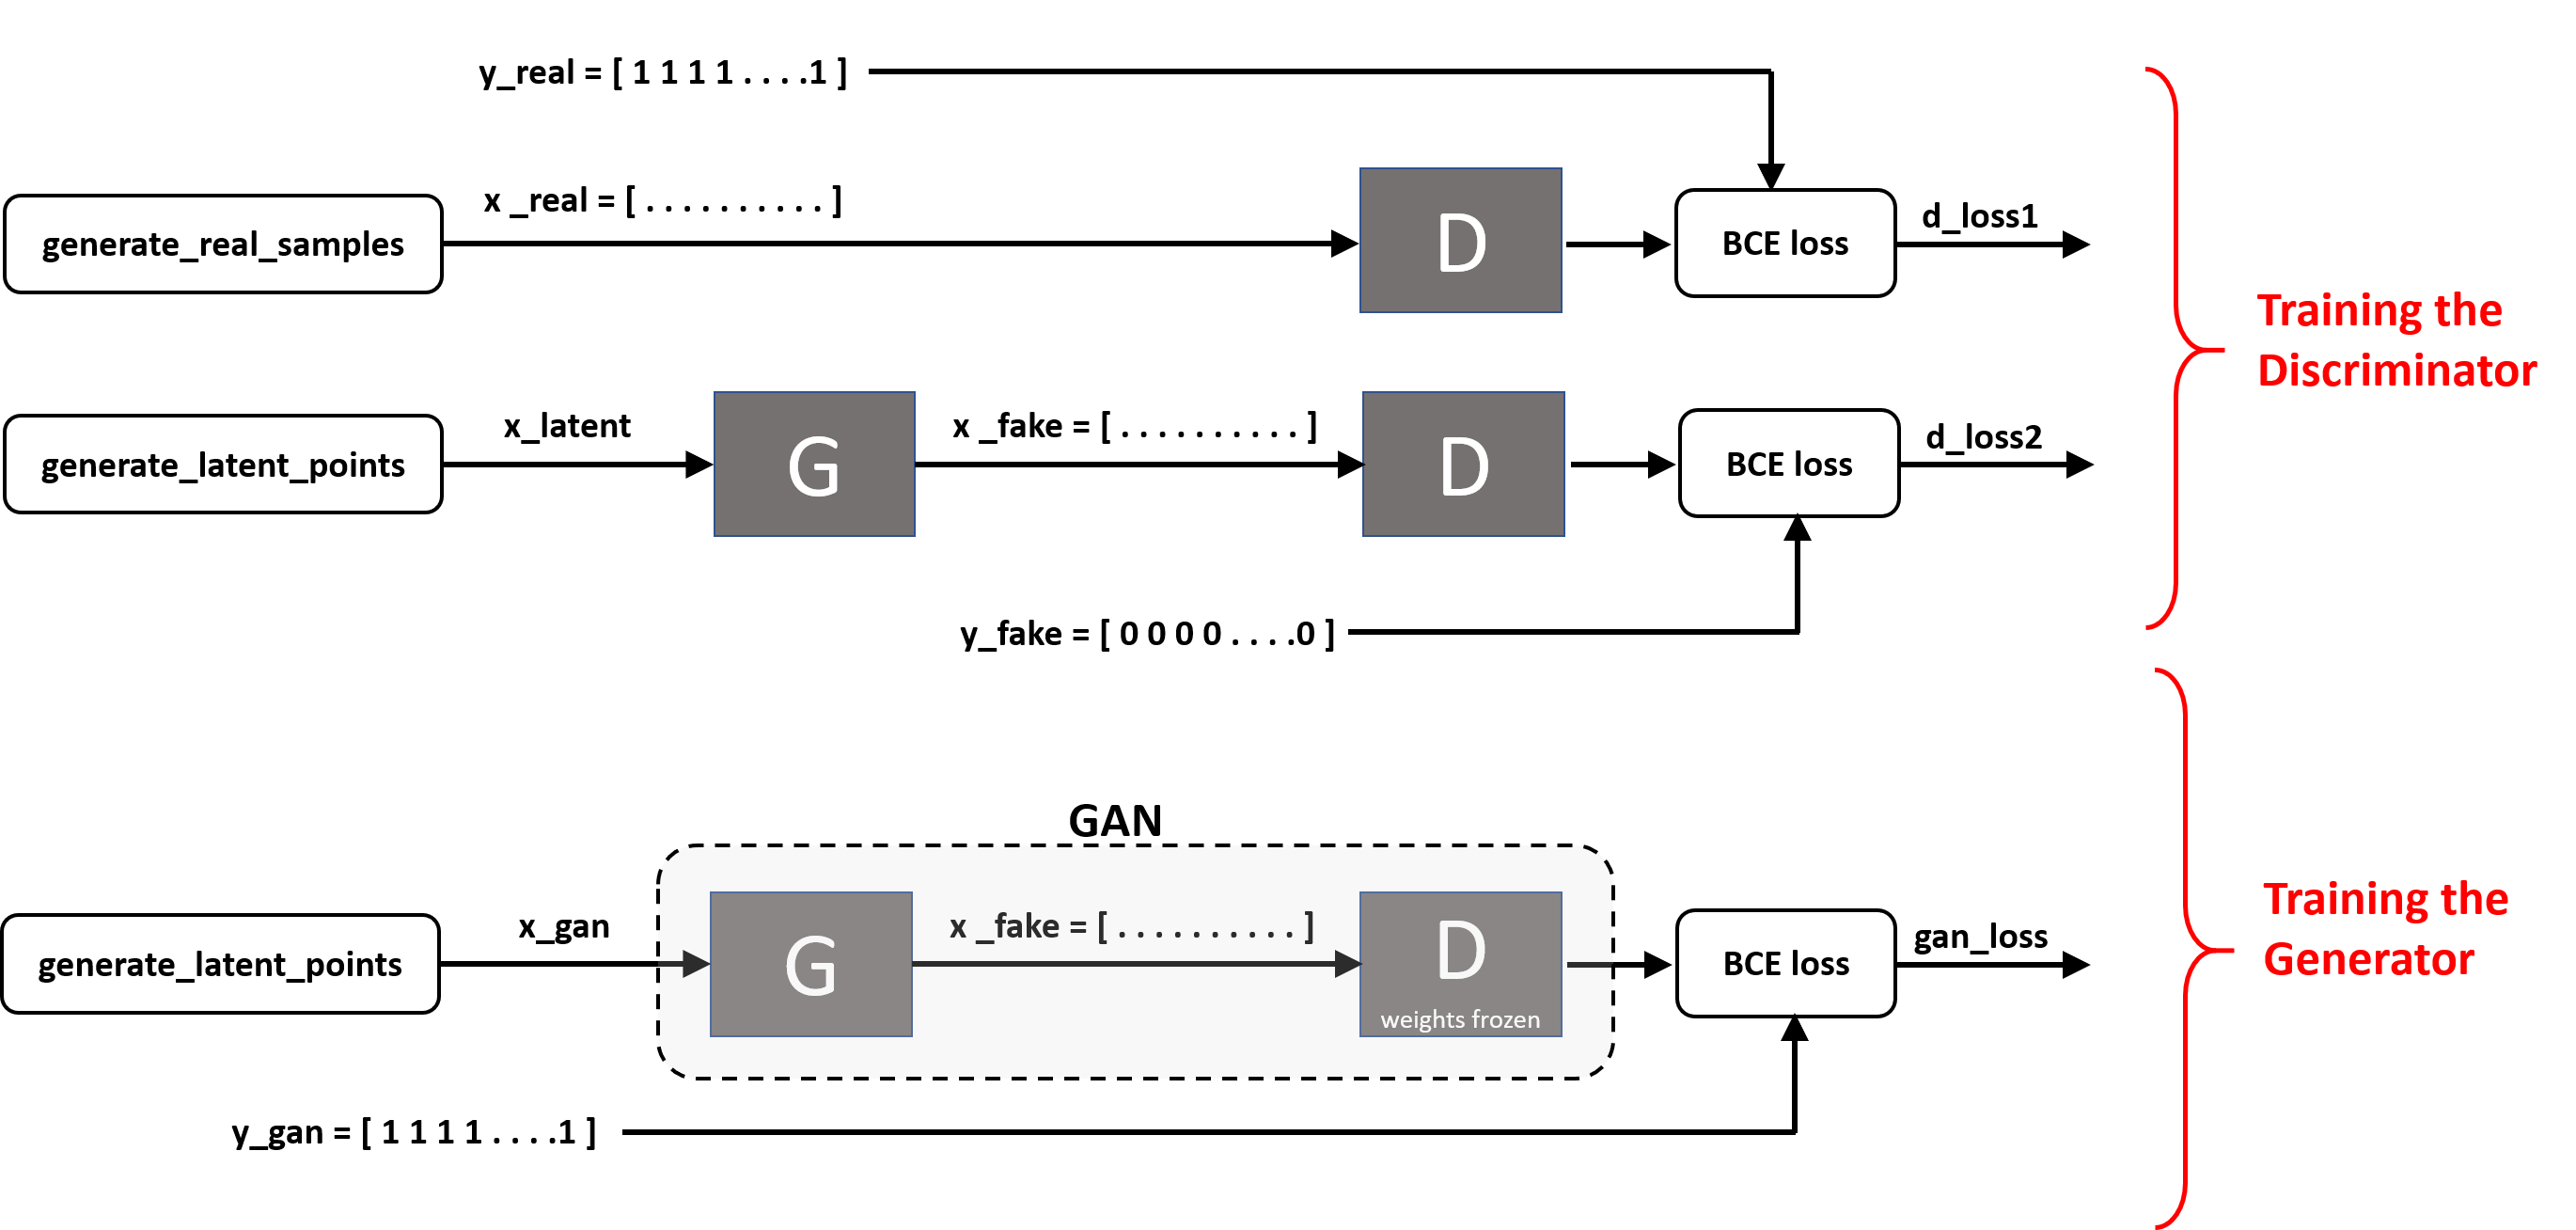 y_real = [ 1 1 1 1 . . . .1 ]
x _real = [ . . . . . . . . . . ]
generate_real_samples
D
BCE loss
d_loss1
Training the
Discriminator
generate_latent_points
x_latent
G
x _fake = [ . . . . . . . . . . ]
D
BCE loss
d_loss2
y_fake = [ 0 0 0 0 . . . .0 ]
GAN
generate_latent_points
x_gan
G
x _fake = [ . . . . . . . . . . ]
D
weights frozen
BCE loss
gan_loss
Training the
Generator
y_gan = [ 1 1 1 1 . . . .1 ]